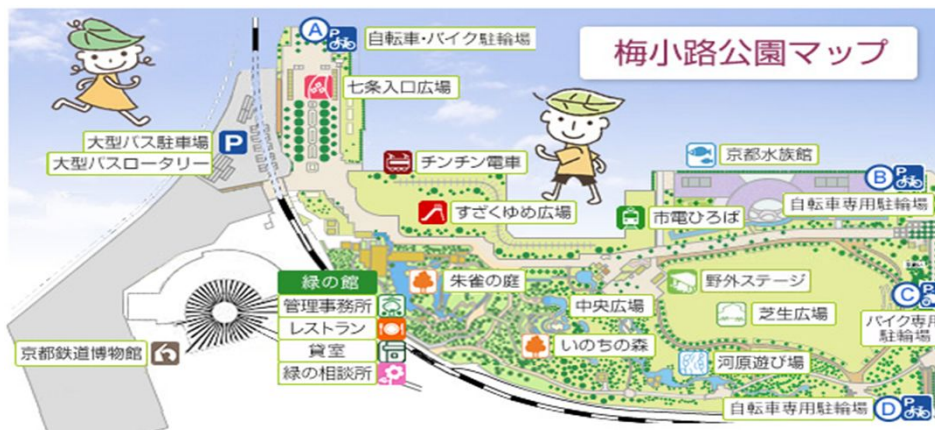 梅小路公園マップ
A
P
自転車・バイク駐輪場
七条入口広場
大型バス駐車場
大型バスロータリー
P
チンチン電車
京都水族館
B
P
自転車専用駐輪場
すざくゆめ広場
市電ひろば
緑の館
管理事務所
レストラン
貸室
緑の相談所
朱雀の庭
中央広場
野外ステージ
芝生広場
C
P
バイク専用
駐輪場
京都鉄道博物館
いのちの森
河原遊び場
自転車専用駐輪場
D
P